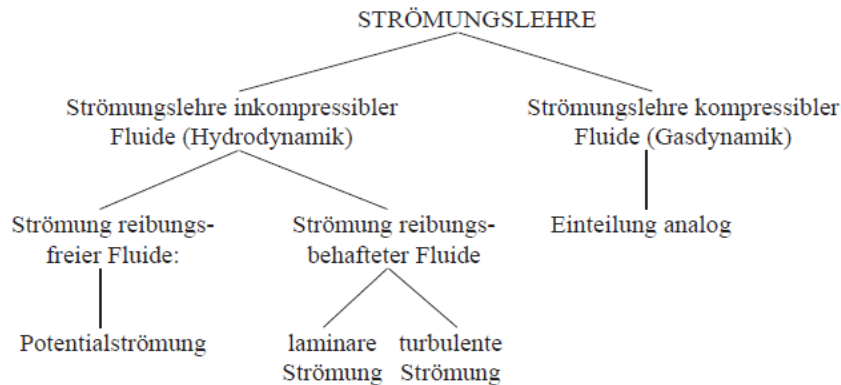 STRÖMUNGSLEHRE
Strömungslehre inkompressibler
Fluide (Hydrodynamik)
Strömungslehre kompressibler
Fluide (Gasdynamik)
Strömung reibungs-
freier Fluide:
Strömung reibungs-
behafteter Fluide
Einteilung analog
Potentialströmung
laminare
Strömung
turbulente
Strömung